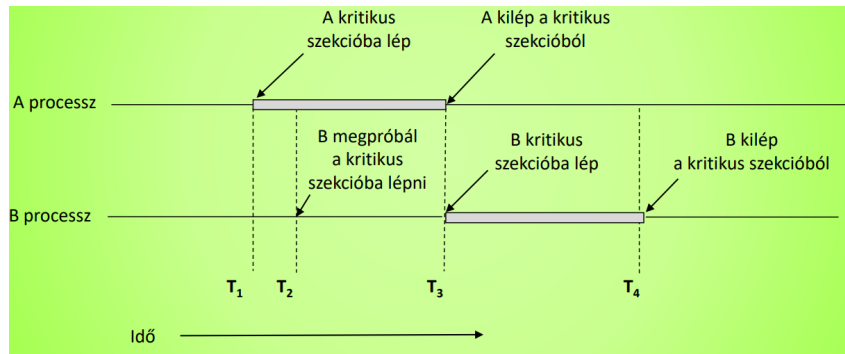 A kritikus
szekcióba lép
A kilép a kritikus
szekcióból
A processz
B megpróbál
a kritikus
szekcióba lépni
B kritikus
szekcióba lép
B kilép
a kritikus szekcióból
B processz
T₁
T₂
T₃
T₄
Idő